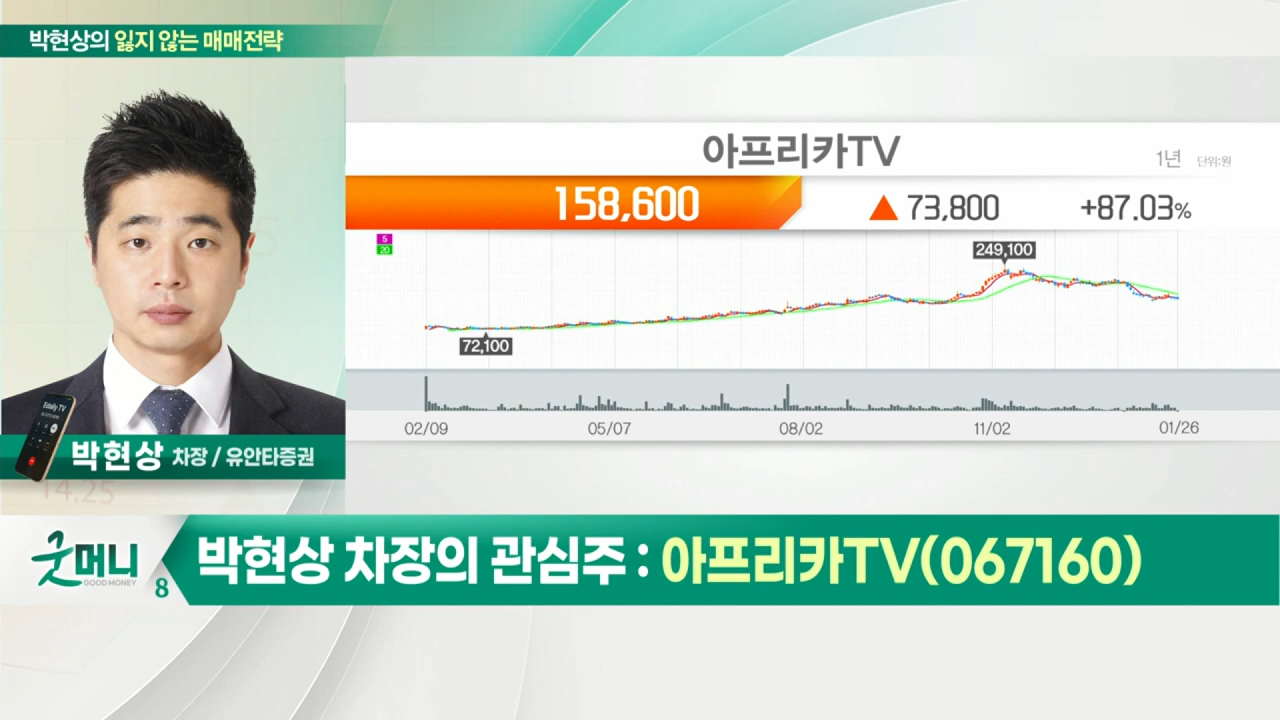 박현상의 잃지 않는 매매전략
아프리카TV
1년 단위:원
158,600 ▲ 73,800 +87.03%
5
20
249,100
72,100
02/09 05/07 08/02 11/02 01/26
Edaily TV
박현상 차장 / 유안타증권
14.25
굿머니
GOOD MONEY
8
박현상 차장의 관심주 : 아프리카TV(067160)